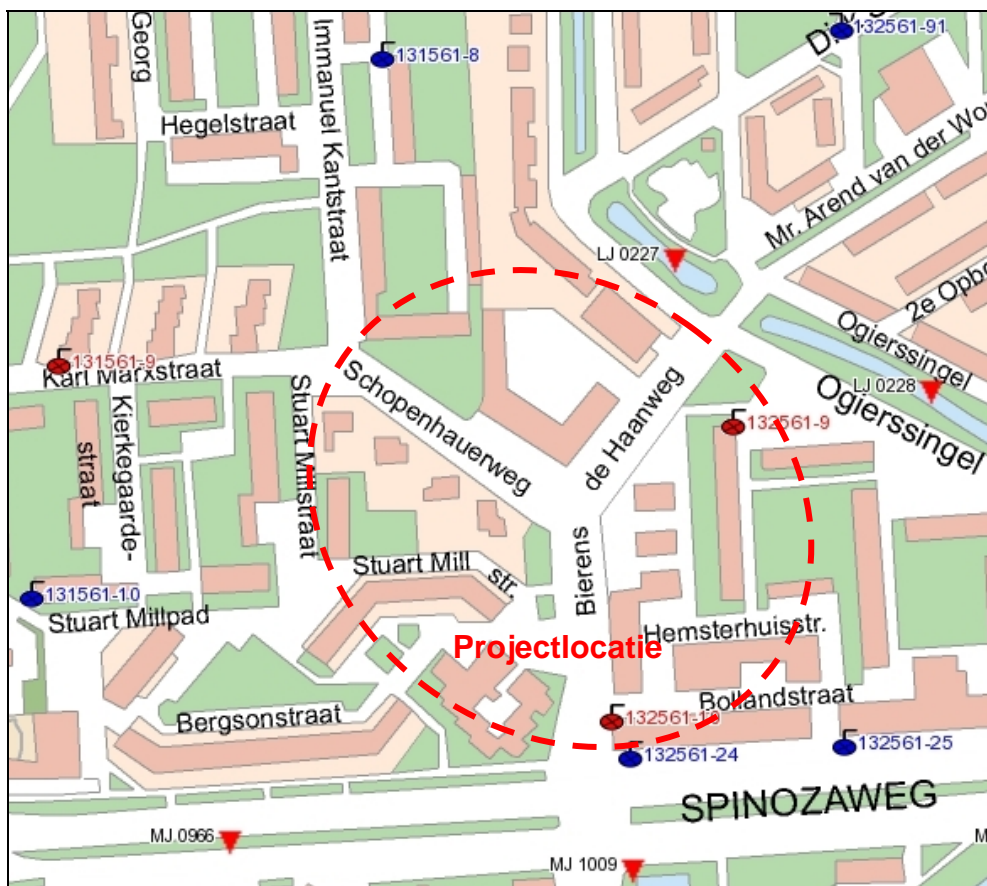 Georg
Immanuel Kantstraat
131561-8
132561-91
Hegelstraat
Mr. Arend van der Wo
LJ 0227
2e Opb
Ogierssingel
131561-9
Karl Marxstraat
Schopenhauerweg
de Haanweg
LJ 0228
Ogierssingel
132561-9
Kierkegaarde-
straat
Stuart Millstraat
Bierens
Stuart Mill
str.
131561-10
Stuart Millpad
Hemsterhuisstr.
Projectlocatie
Bollandstraat
Bergsonstraat
132561-10
132561-24
132561-25
SPINOZAWEG
MJ 0966
MJ 1009
M